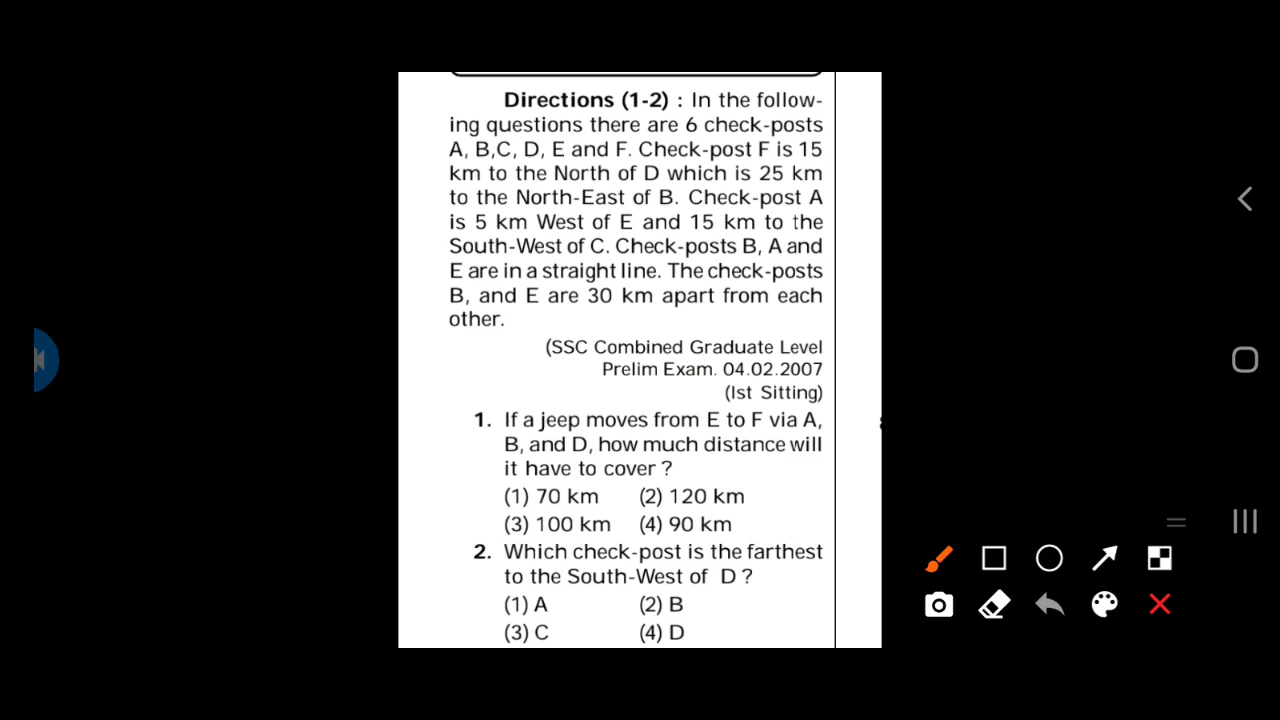 Directions (1-2) : In the follow-
ing questions there are 6 check-posts
A, B,C, D, E and F. Check-post F is 15
km to the North of D which is 25 km
to the North-East of B. Check-post A
is 5 km West of E and 15 km to the
South-West of C. Check-posts B, A and
E are in a straight line. The check-posts
B, and E are 30 km apart from each
other.
(SSC Combined Graduate Level
Prelim Exam. 04.02.2007
(Ist Sitting)
1. If a jeep moves from E to F via A,
B, and D, how much distance will
it have to cover ?
(1) 70 km (2) 120 km
(3) 100 km (4) 90 km
2. Which check-post is the farthest
to the South-West of D ?
(1) A (2) B
(3) C (4) D